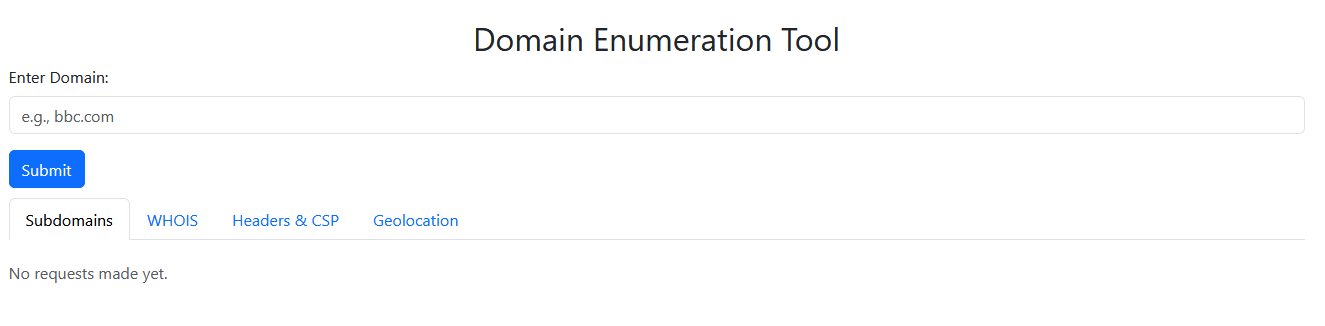 Domain Enumeration Tool
Enter Domain:
e.g., bbc.com
Submit
Subdomains WHOIS Headers & CSP Geolocation
No requests made yet.